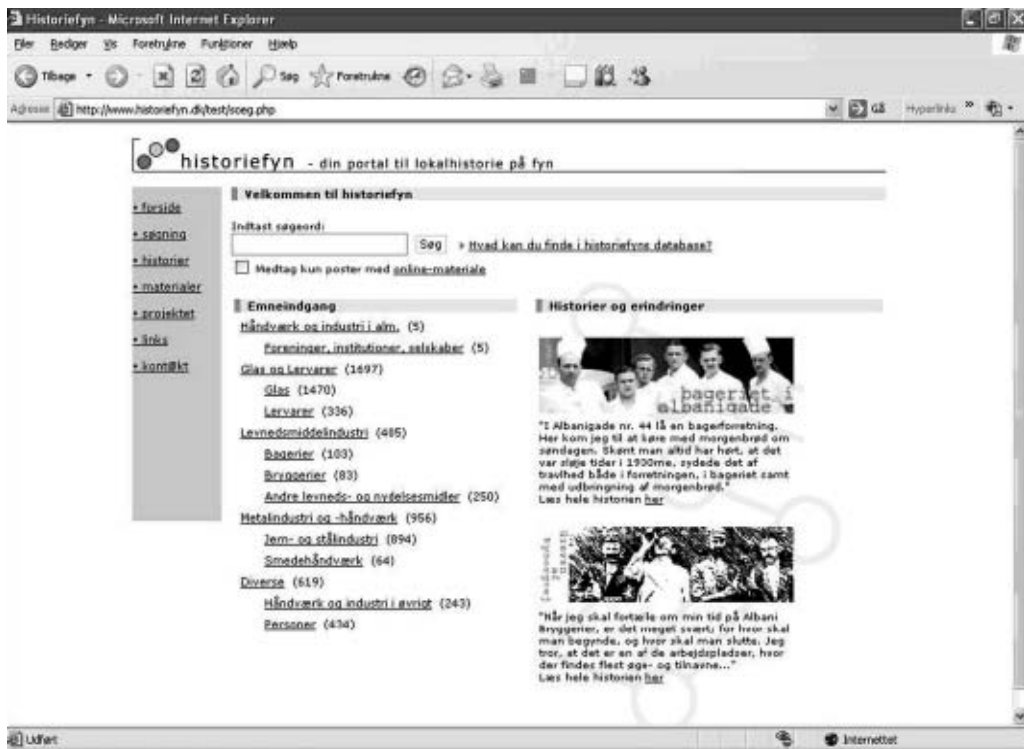 Historiefyn - Microsoft Internet Explorer
Filer Rediger Vis Foretrukne Funktioner Hjælp
Tilbage Søg Foretrukne
Adresse http://www.historiefyn.dk/test/soeg.php Gå Hyperlinks »
historiefyn - din portal til lokalhistorie på fyn
Velkommen til historiefyn
• forside
• søgning
• historier
• materialer
• projektet
• links
• kont@kt
Indtast søgeord:
Søg » Hvad kan du finde i historiefyns database?
Medtag kun poster med online-materiale
Emneindgang
Håndværk og industri i alm. (5)
Foreninger, institutioner, selskaber (5)
Glas og Lervarer (1697)
Glas (1470)
Lervarer (336)
Levnedsmiddelindustri (405)
Bagerier (103)
Bryggerier (83)
Andre levneds- og nydelsesmidler (250)
Metalindustri og -håndværk (956)
Jern- og stålindustri (894)
Smedehåndværk (64)
Diverse (619)
Håndværk og industri i øvrigt (243)
Personer (434)
Historier og erindringer
bageriet i
albanigade
"I Albanigade nr. 44 lå en bagerforretning.
Her kom jeg til at køre med morgenbrød om
søndagen. Skønt man altid har hørt, at det
var sløje tider i 1930rne, sydede det af
travlhed både i forretningen, i bageriet samt
med udbringning af morgenbrød."
Læs hele historien her
"Når jeg skal fortælle om min tid på Albani
Bryggerier, er det meget svært; for hvor skal
man begynde, og hvor skal man slutte. Jeg
tror, at det er en af de arbejdspladser, hvor
der findes flest øge- og tilnavne..."
Læs hele historien her
Udført Internettet